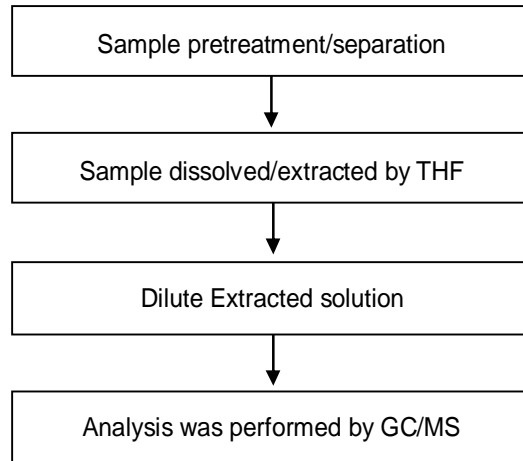 Sample pretreatment/separation
Sample dissolved/extracted by THF
Dilute Extracted solution
Analysis was performed by GC/MS